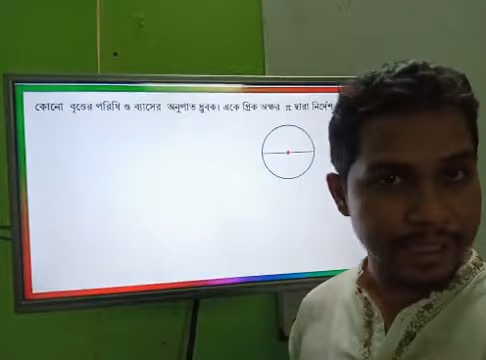 কোনো বৃত্তের পরিধি ও ব্যাসের অনুপাত ধ্রুবক। একে গ্রিক অক্ষর π দ্বারা নির্দেশ